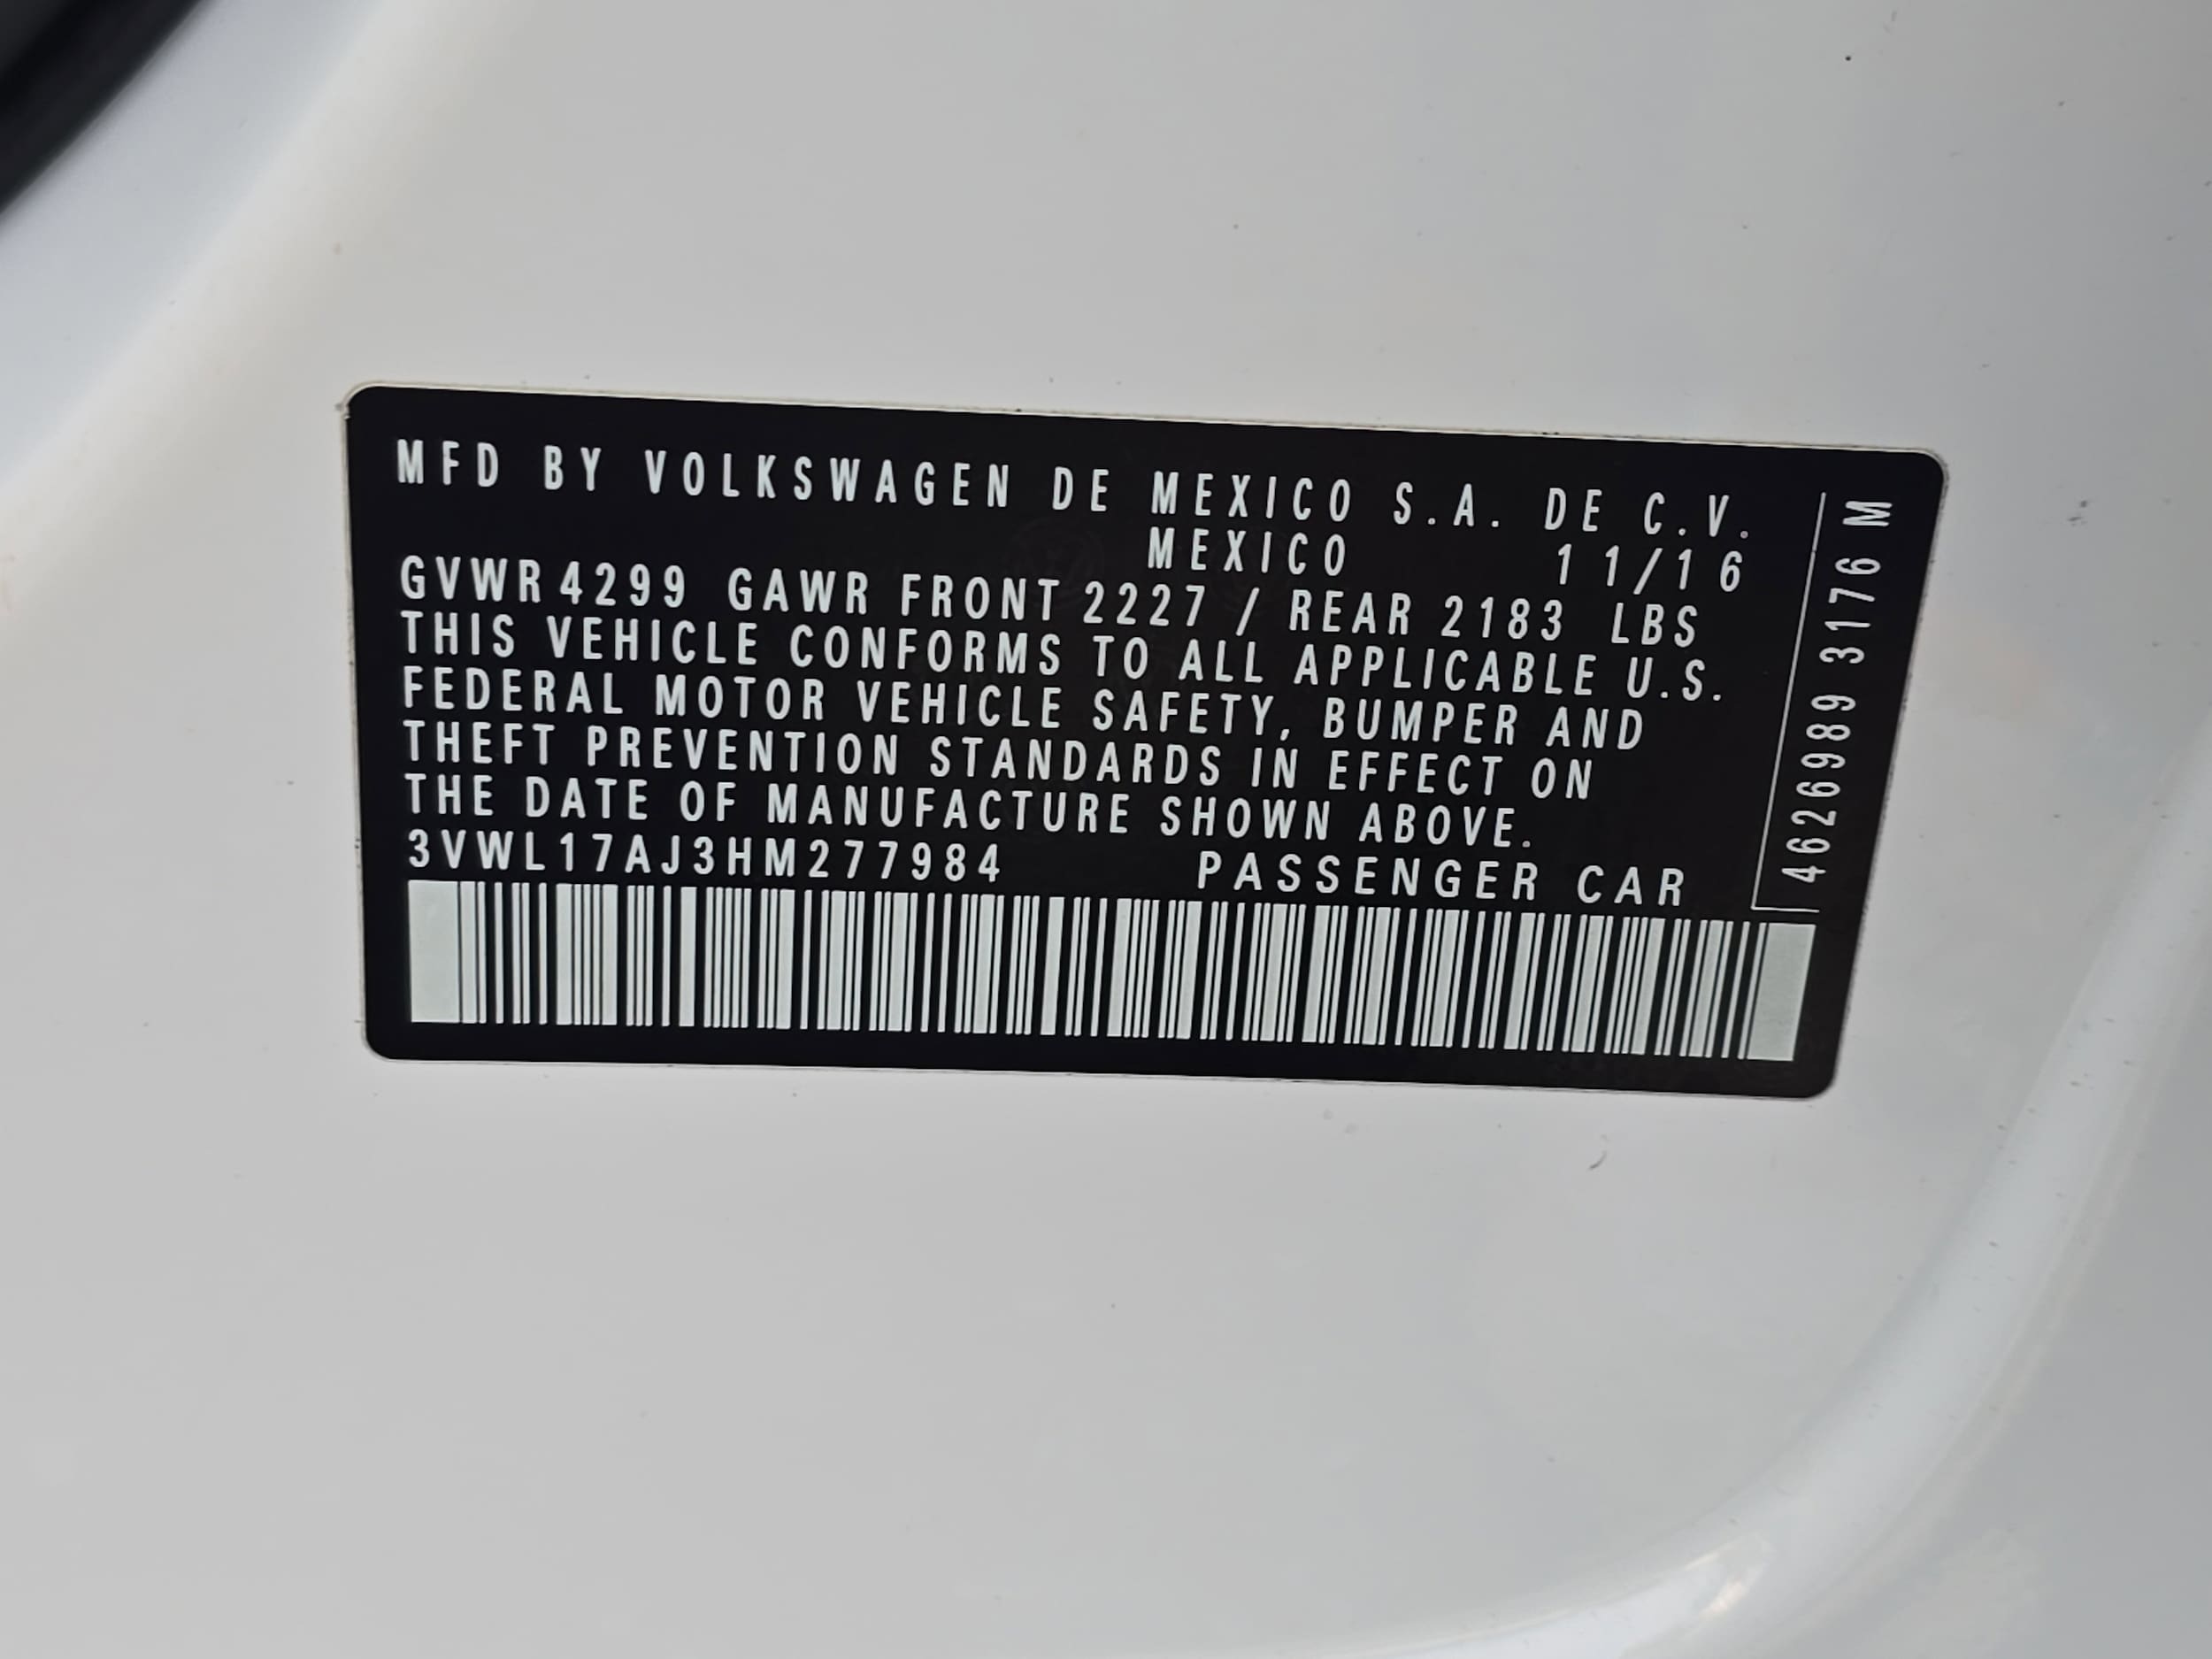 MFD BY VOLKSWAGEN DE MEXICO S.A. DE C.V.
MEXICO 11/16
GVWR 4299 GAWR FRONT 2227 / REAR 2183 LBS
THIS VEHICLE CONFORMS TO ALL APPLICABLE U.S.
FEDERAL MOTOR VEHICLE SAFETY, BUMPER AND
THEFT PREVENTION STANDARDS IN EFFECT ON
THE DATE OF MANUFACTURE SHOWN ABOVE.
3VWL17AJ3HM277984 PASSENGER CAR
4626989 3176 M